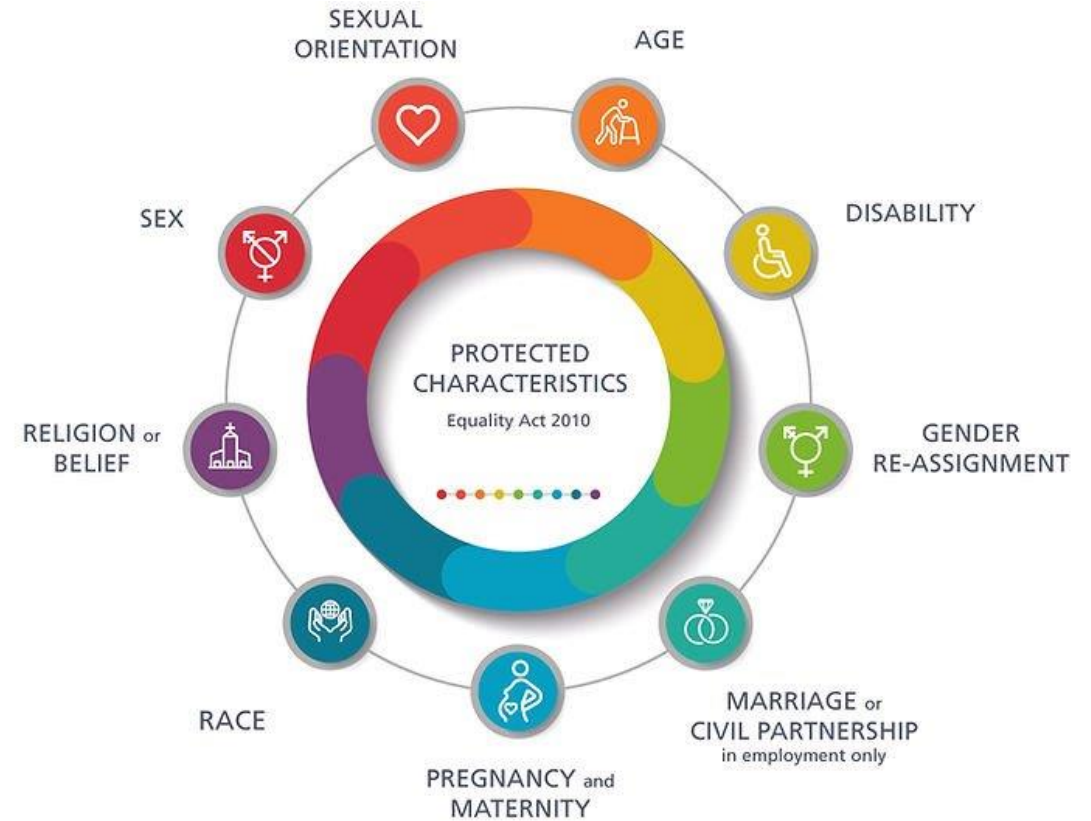 SEXUAL
ORIENTATION
AGE
SEX
DISABILITY
PROTECTED
CHARACTERISTICS
Equality Act 2010
RELIGION or
BELIEF
GENDER
RE-ASSIGNMENT
RACE
MARRIAGE or
CIVIL PARTNERSHIP
in employment only
PREGNANCY and
MATERNITY